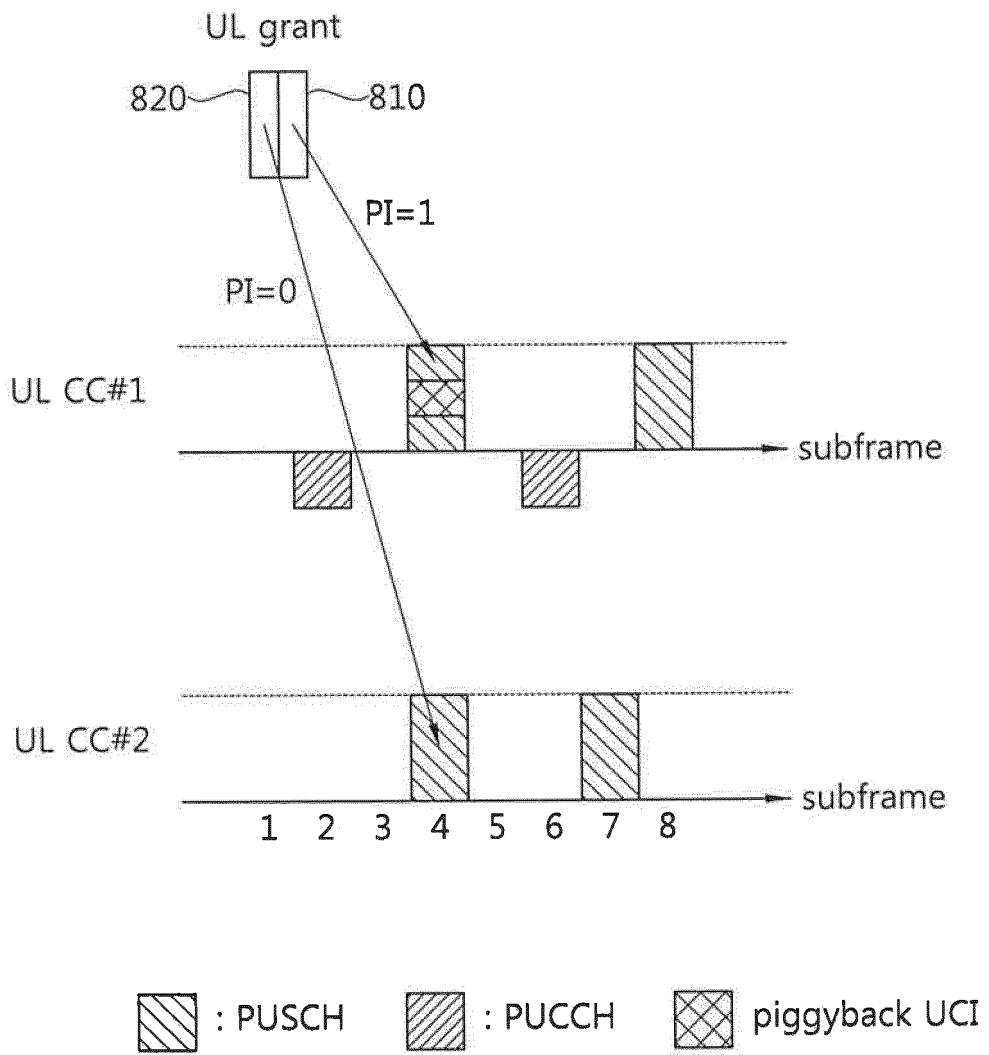 UL grant
820
810
PI=1
PI=0
UL CC#1
subframe
UL CC#2
subframe
1 2 3 4 5 6 7 8
: PUSCH : PUCCH piggyback UCI